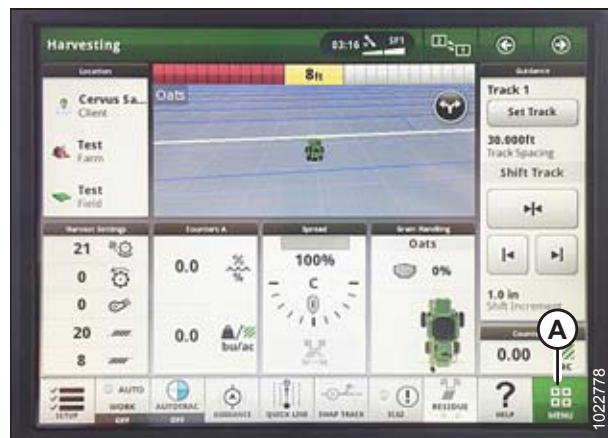 Harvesting
03:16
SF1
2
1
Location
Cervus Sa...
Client
Test
Farm
Test
Field
8ft
Oats
Guidance
Track 1
Set Track
30.000ft
Track Spacing
Shift Track
1.0 in
Shift Increment
Harvest Settings
21
0
0
20
8
Counters A
0.0 %
%
0.0
bu/ac
Spread
100%
C
Grain Handling
Oats
0%
0.00
A
SETUP
AUTO
WORK
OFF
AUTOTRAC
OFF
GUIDANCE
QUICK LINE
SWAP TRACK
RESIDUE
?
HELP
MENU
1022778